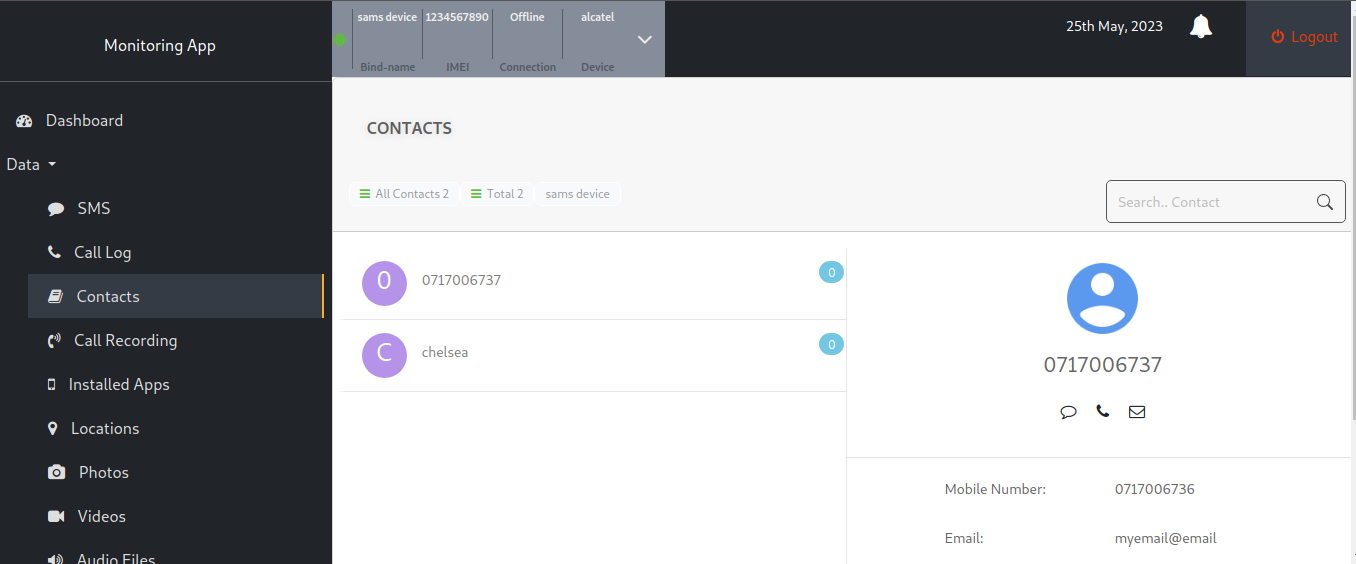 Monitoring App
sams device 1234567890 Offline alcatel
Bind-name IMEI Connection Device
25th May, 2023
Logout
Dashboard
Data
SMS
Call Log
Contacts
Call Recording
Installed Apps
Locations
Photos
Videos
Audio Files
CONTACTS
All Contacts 2 Total 2 sams device
Search.. Contact
0 0717006737 0
C chelsea 0
0717006737
Mobile Number: 0717006736
Email: myemail@email